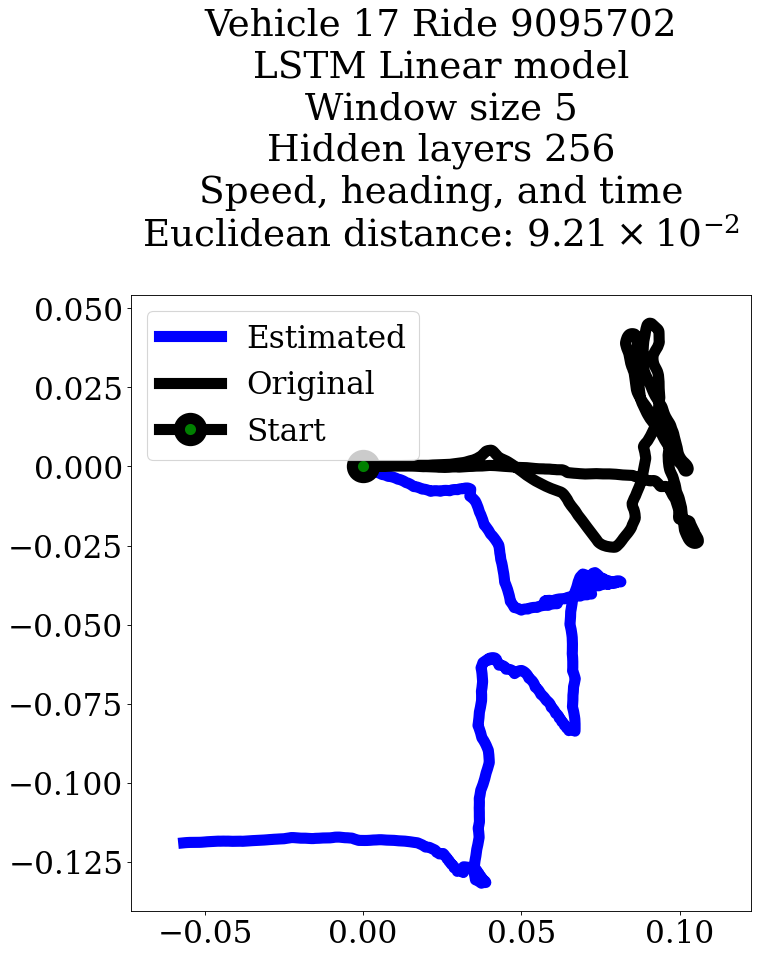 Vehicle 17 Ride 9095702
LSTM Linear model
Window size 5
Hidden layers 256
Speed, heading, and time
Euclidean distance: 9.21 × 10⁻²
Estimated
Original
Start
0.050
0.025
0.000
−0.025
−0.050
−0.075
−0.100
−0.125
−0.05 0.00 0.05 0.10